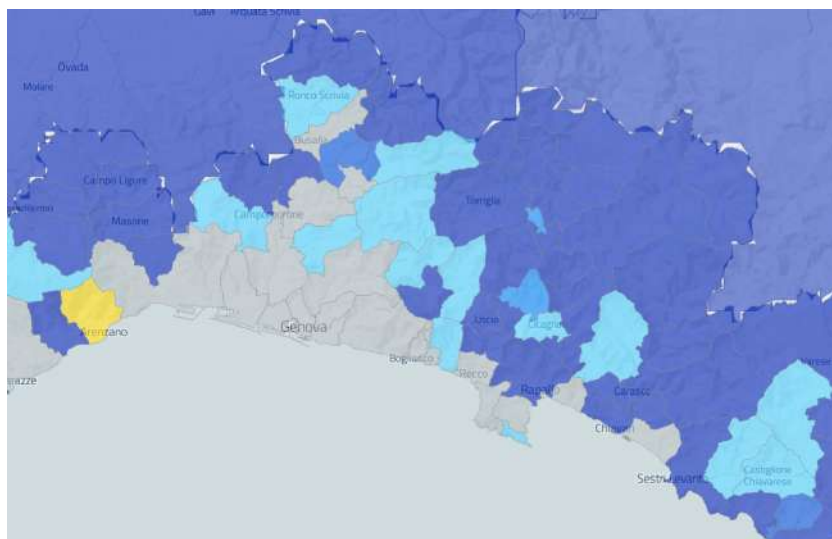 Gavi
Arquata Scrivia
Ovada
Molare
Ronco Scrivia
Busalla
Campo Ligure
Masone
Campomorone
Torriglia
Arenzano
Genova
Uscio
Cicagna
Bogliasco
Recco
Varese
Rapallo
Carasco
Chiavari
Sestri Levante
Castiglione
Chiavarese